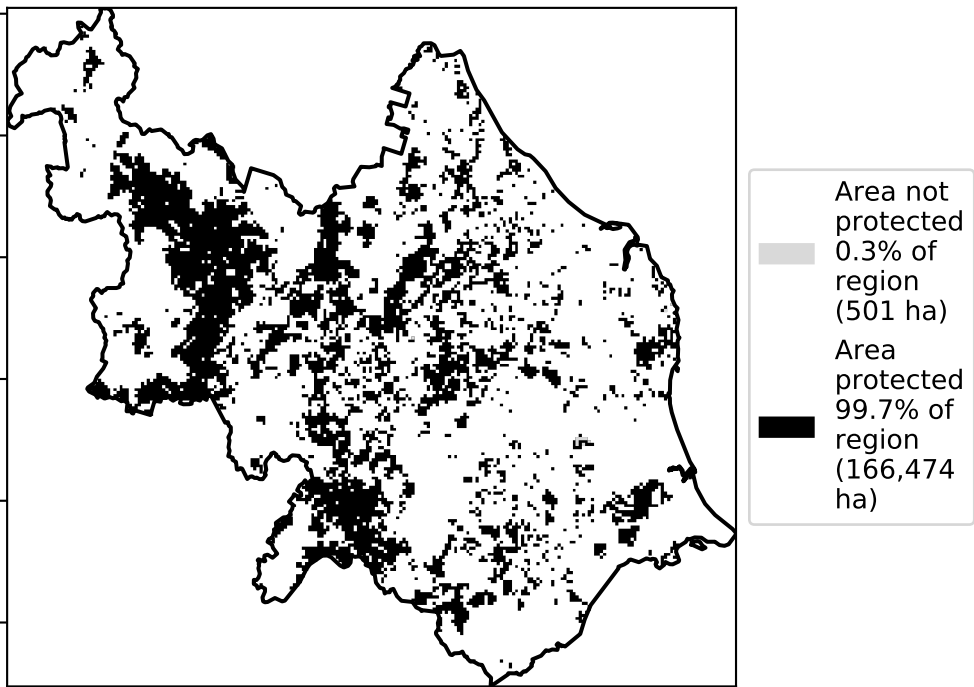 Area not
protected
0.3% of
region
(501 ha)
Area
protected
99.7% of
region
(166,474
ha)